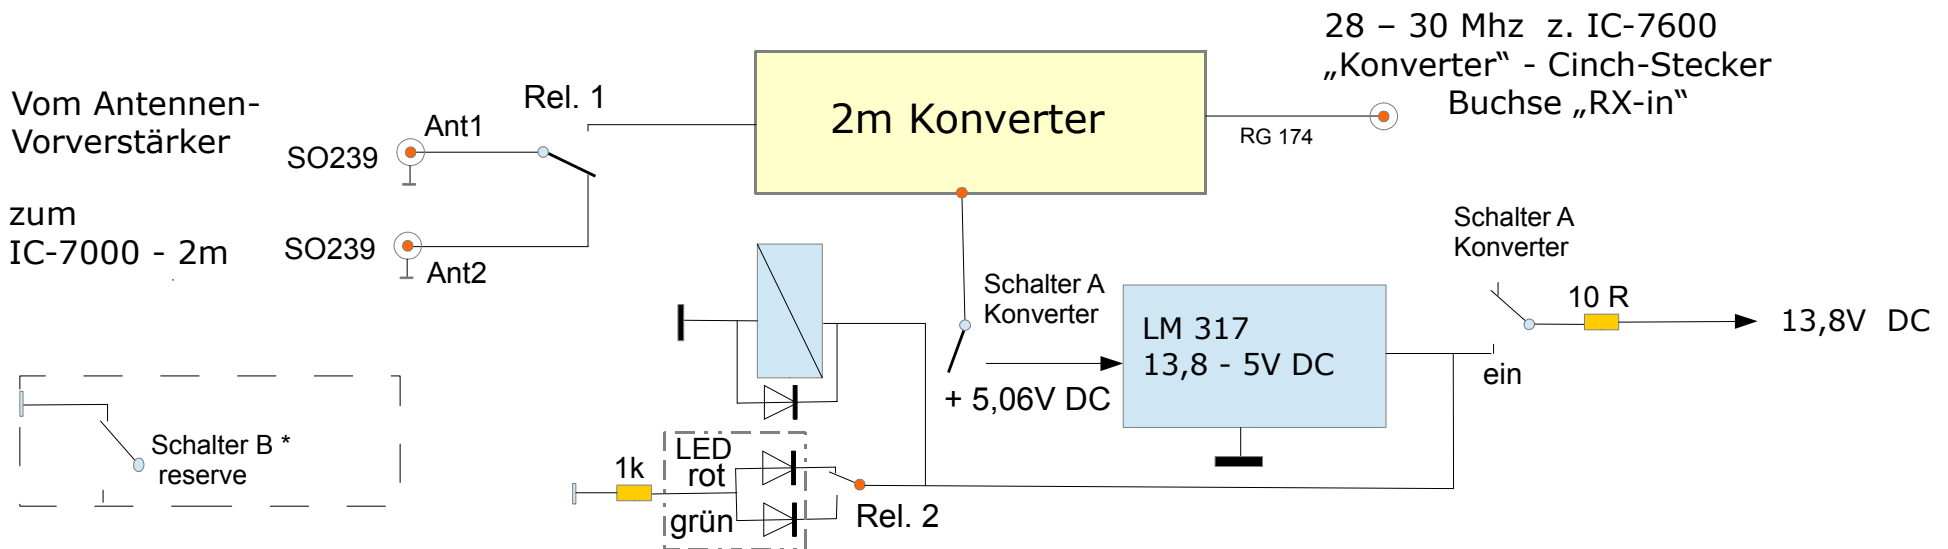 28 – 30 Mhz  z. IC-7600
„Konverter“ - Cinch-Stecker
Buchse „RX-in“
Vom Antennen-
Vorverstärker
Rel. 1
Ant1
SO239
2m Konverter
RG 174
zum
IC-7000 - 2m
SO239
Ant2
Schalter A
Konverter
Schalter A
Konverter
10 R
13,8V  DC
LM 317
13,8 - 5V DC
ein
+ 5,06V DC
Schalter B *
reserve
1k
LED
rot
grün
Rel. 2